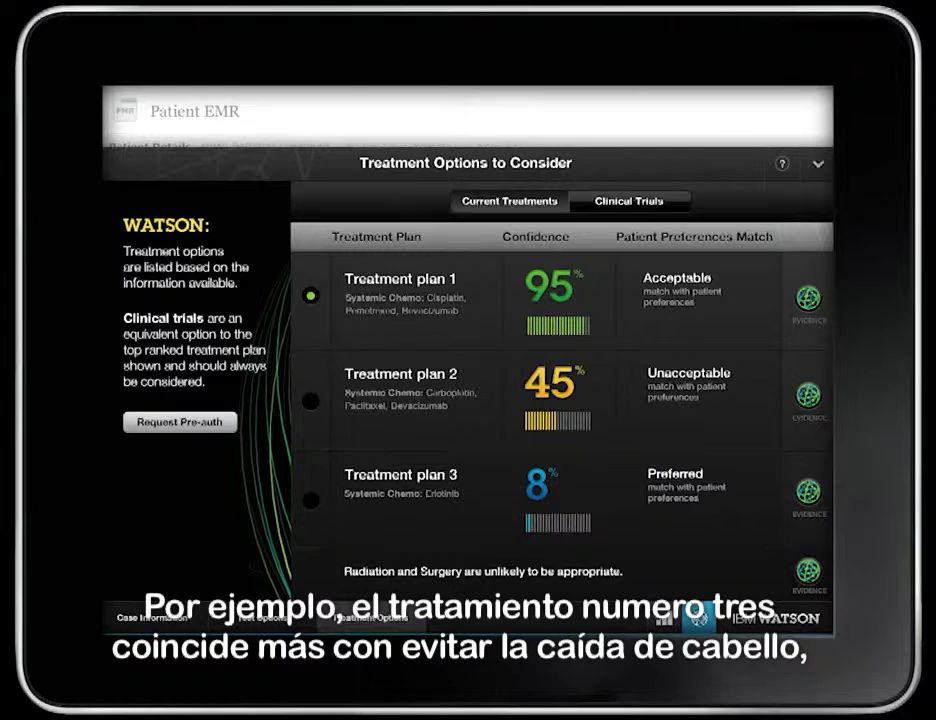 Patient EMR
Treatment Options to Consider
?
Current Treatments
Clinical Trials
WATSON:
Treatment options
are listed based on the
information available.
Clinical trials are an
equivalent option to the
top ranked treatment plan
shown and should always
be considered.
Request Pre-auth
Treatment Plan
Confidence
Patient Preferences Match
Treatment plan 1
Systemic Chemo: Cisplatin,
Pemetrexed, Bevacizumab
95%
Acceptable
match with patient
preferences
EVIDENCE
Treatment plan 2
Systemic Chemo: Carboplatin,
Paclitaxel,
45%
Unacceptable
match with patient
preferences
EVIDENCE
Treatment plan 3
Systemic Chemo:
8%
Preferred
match with patient
preferences
EVIDENCE
Radiation and Surgery are unlikely to be appropriate.
EVIDENCE
Case Information
Treatment Options
IBM WATSON
Por ejemplo, el tratamiento numero tres
coincide más con evitar la caída de cabello,